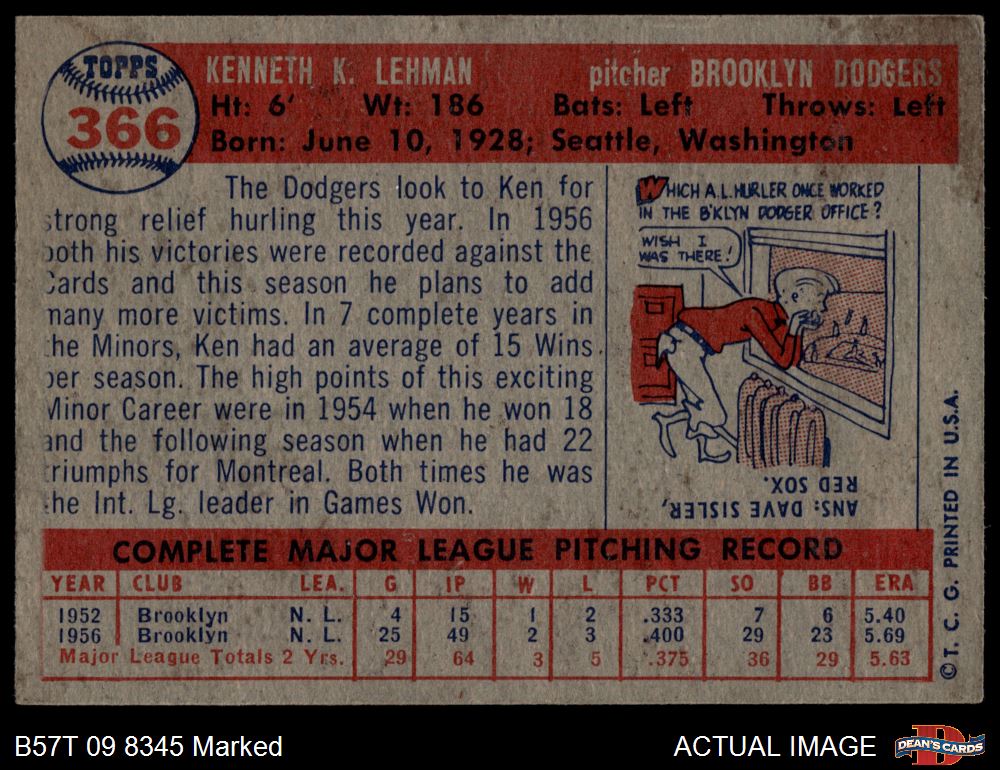 TOPPS
366
KENNETH K. LEHMAN pitcher BROOKLYN DODGERS
Ht: 6' Wt: 186 Bats: Left Throws: Left
Born: June 10, 1928; Seattle, Washington
The Dodgers look to Ken for
strong relief hurling this year. In 1956
both his victories were recorded against the
Cards and this season he plans to add
many more victims. In 7 complete years in
the Minors, Ken had an average of 15 Wins
per season. The high points of this exciting
Minor Career were in 1954 when he won 18
and the following season when he had 22
triumphs for Montreal. Both times he was
the Int. Lg. leader in Games Won.
WHICH A.L. HURLER ONCE WORKED
IN THE B'KLYN DODGER OFFICE?
WISH I
WAS THERE!
ANS: DAVE SISLER,
RED SOX.
COMPLETE MAJOR LEAGUE PITCHING RECORD
YEAR CLUB LEA. G IP W L PCT SO BB ERA
1952 Brooklyn N. L. 4 15 1 2 .333 7 6 5.40
1956 Brooklyn N. L. 25 49 2 3 .400 29 23 5.69
Major League Totals 2 Yrs. 29 64 3 5 .375 36 29 5.63
© T. C. G. PRINTED IN U.S.A.
B57T 09 8345 Marked
ACTUAL IMAGE
DEAN'S CARDS